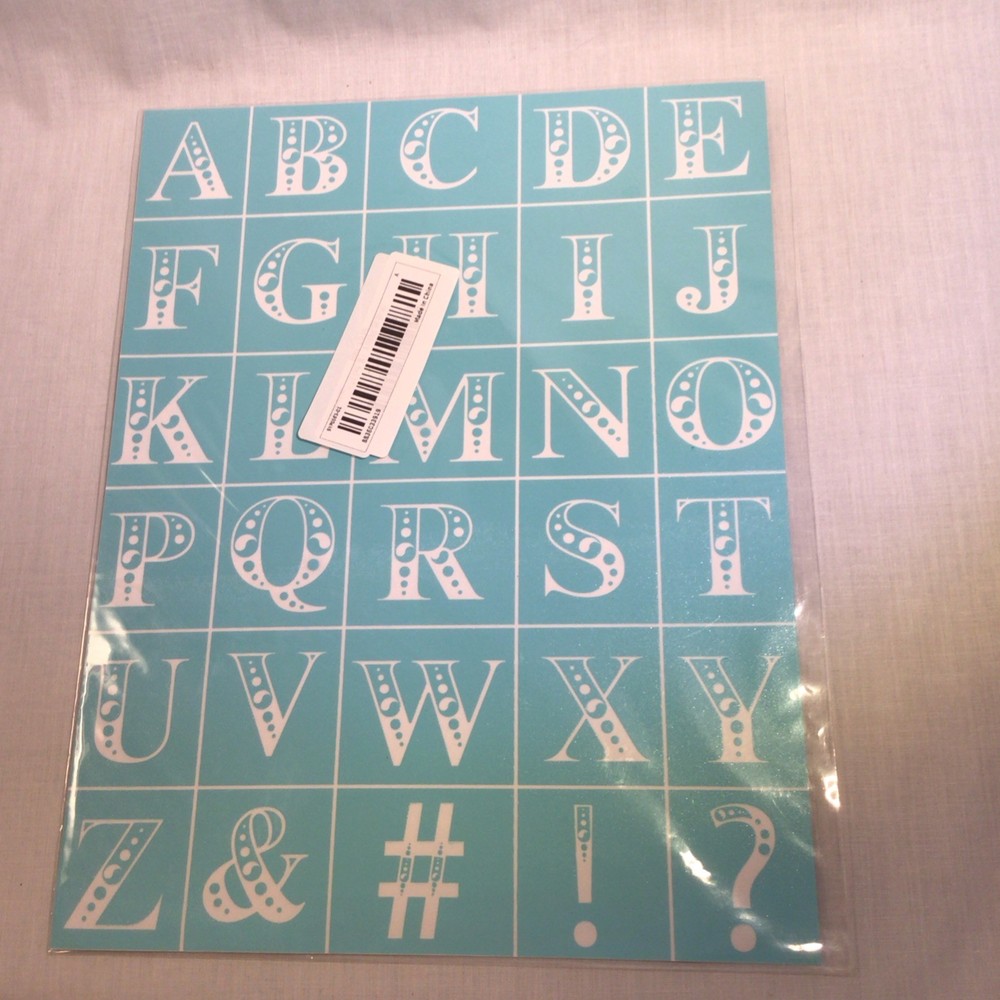 A B C D E
F G H I J
K L M N O
P Q R S T
U V W X Y
Z & # ! ?
Made in China